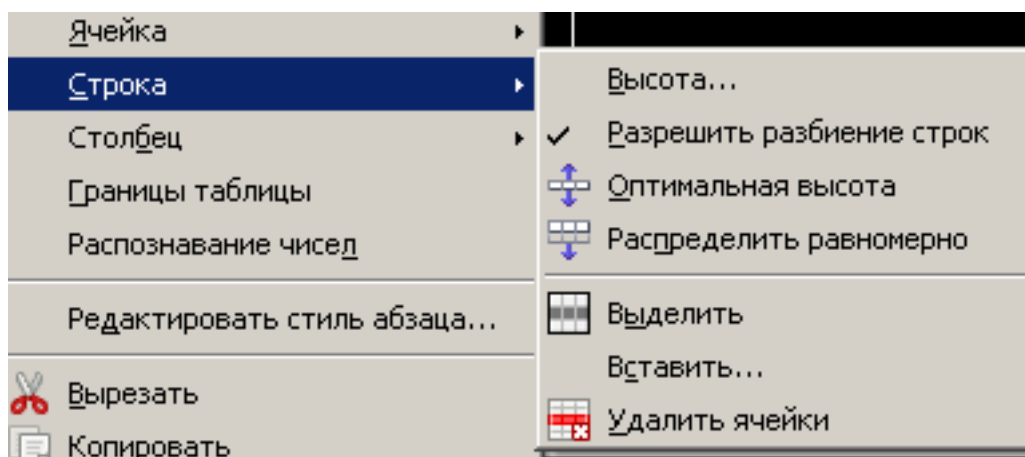 Ячейка
Строка
Столбец
Границы таблицы
Распознавание чисел
Редактировать стиль абзаца...
Вырезать
Копировать
Высота...
Разрешить разбиение строк
Оптимальная высота
Распределить равномерно
Выделить
Вставить...
Удалить ячейки